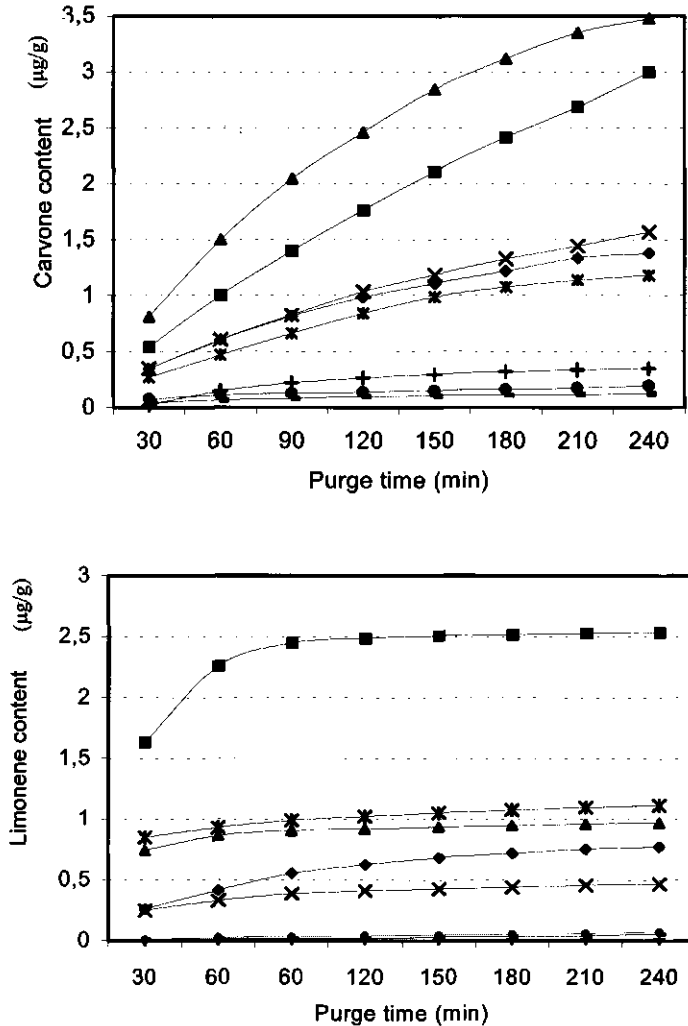 Carvone content (µg/g)
3,5
3
2,5
2
1,5
1
0,5
0
30 60 90 120 150 180 210 240
Purge time (min)
Limonene content (µg/g)
3
2,5
2
1,5
1
0,5
0
30 60 60 120 150 180 210 240
Purge time (min)